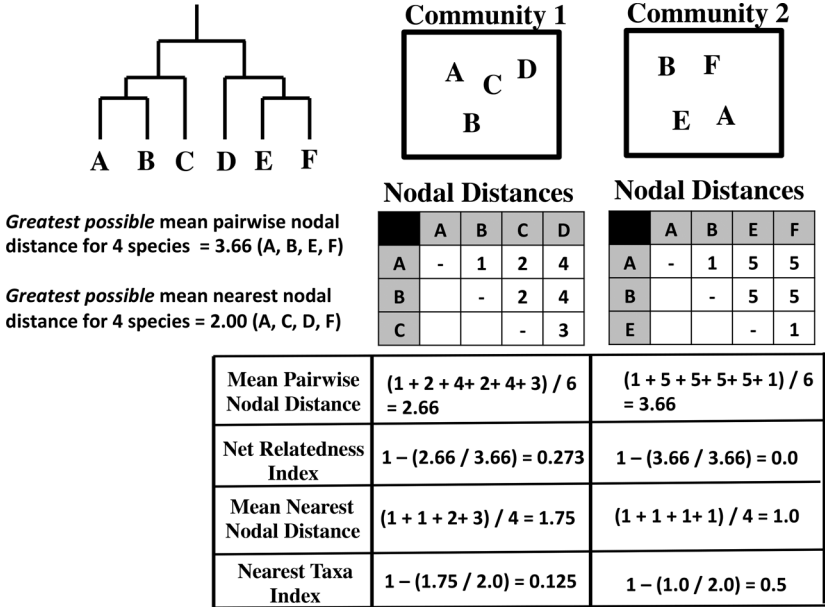 Community 1
Community 2
A
C
D
B
B
F
E
A
A B C D E F
Greatest possible mean pairwise nodal
distance for 4 species = 3.66 (A, B, E, F)
Greatest possible mean nearest nodal
distance for 4 species = 2.00 (A, C, D, F)
Nodal Distances
A B C D
A - 1 2 4
B - 2 4
C - 3
Nodal Distances
A B E F
A - 1 5 5
B - 5 5
E - 1
Mean Pairwise
Nodal Distance
(1 + 2 + 4+ 2+ 4+ 3) / 6
= 2.66
(1 + 5 + 5+ 5+ 5+ 1) / 6
= 3.66
Net Relatedness
Index
1 – (2.66 / 3.66) = 0.273
1 – (3.66 / 3.66) = 0.0
Mean Nearest
Nodal Distance
(1 + 1 + 2+ 3) / 4 = 1.75
(1 + 1 + 1+ 1) / 4 = 1.0
Nearest Taxa
Index
1 – (1.75 / 2.0) = 0.125
1 – (1.0 / 2.0) = 0.5